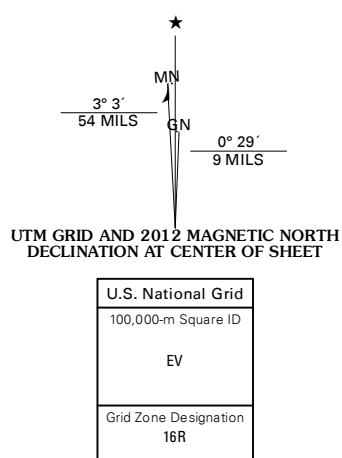 ★
MN
3° 3´
54 MILS
GN
0° 29´
9 MILS
UTM GRID AND 2012 MAGNETIC NORTH
DECLINATION AT CENTER OF SHEET
U.S. National Grid
100,000-m Square ID
EV
Grid Zone Designation
16R